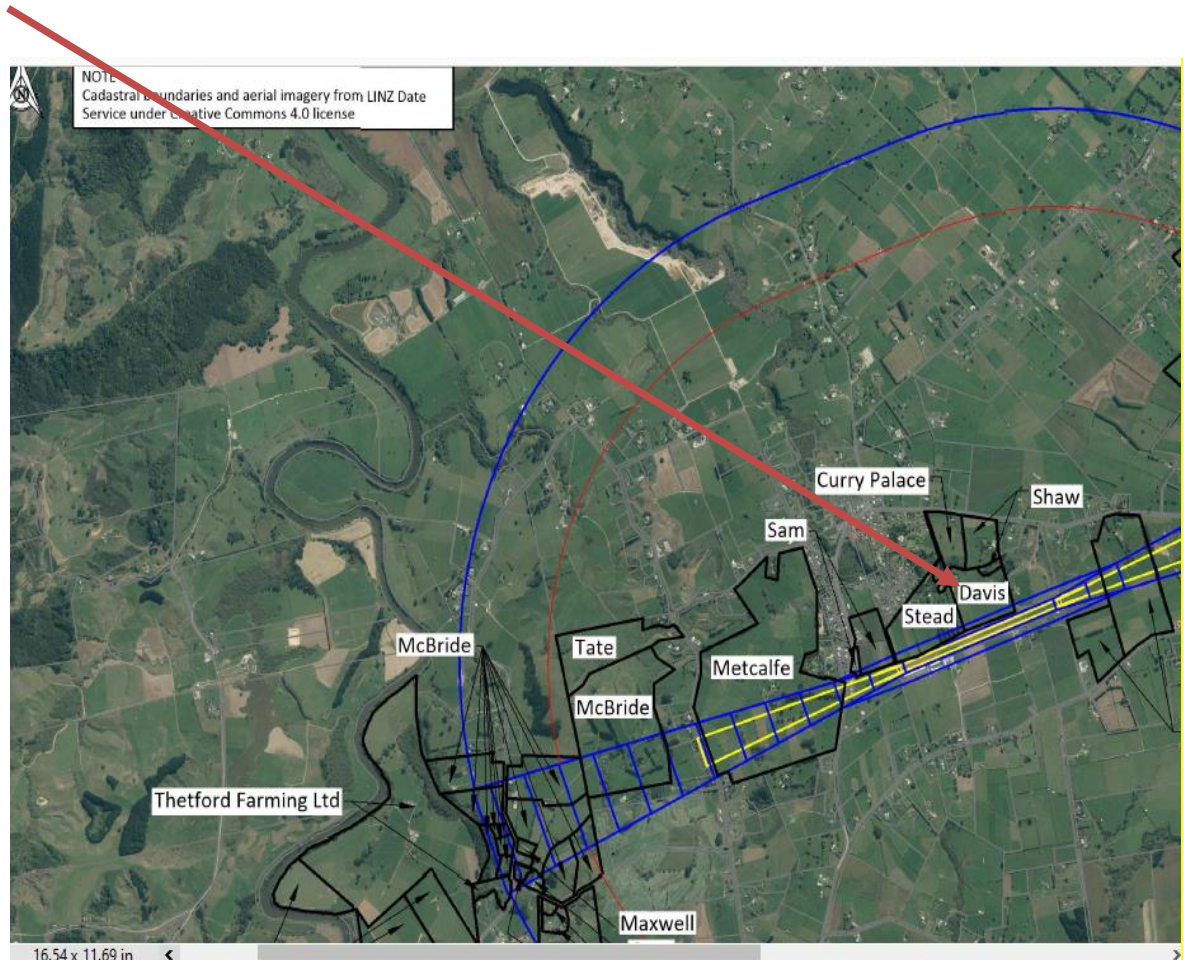 NOTE
Cadastral boundaries and aerial imagery from LINZ Date
Service under Creative Commons 4.0 license
N
Curry Palace
Shaw
Sam
Davis
Stead
McBride
Tate
Metcalfe
McBride
Thetford Farming Ltd
Maxwell
16.54 x 11.69 in